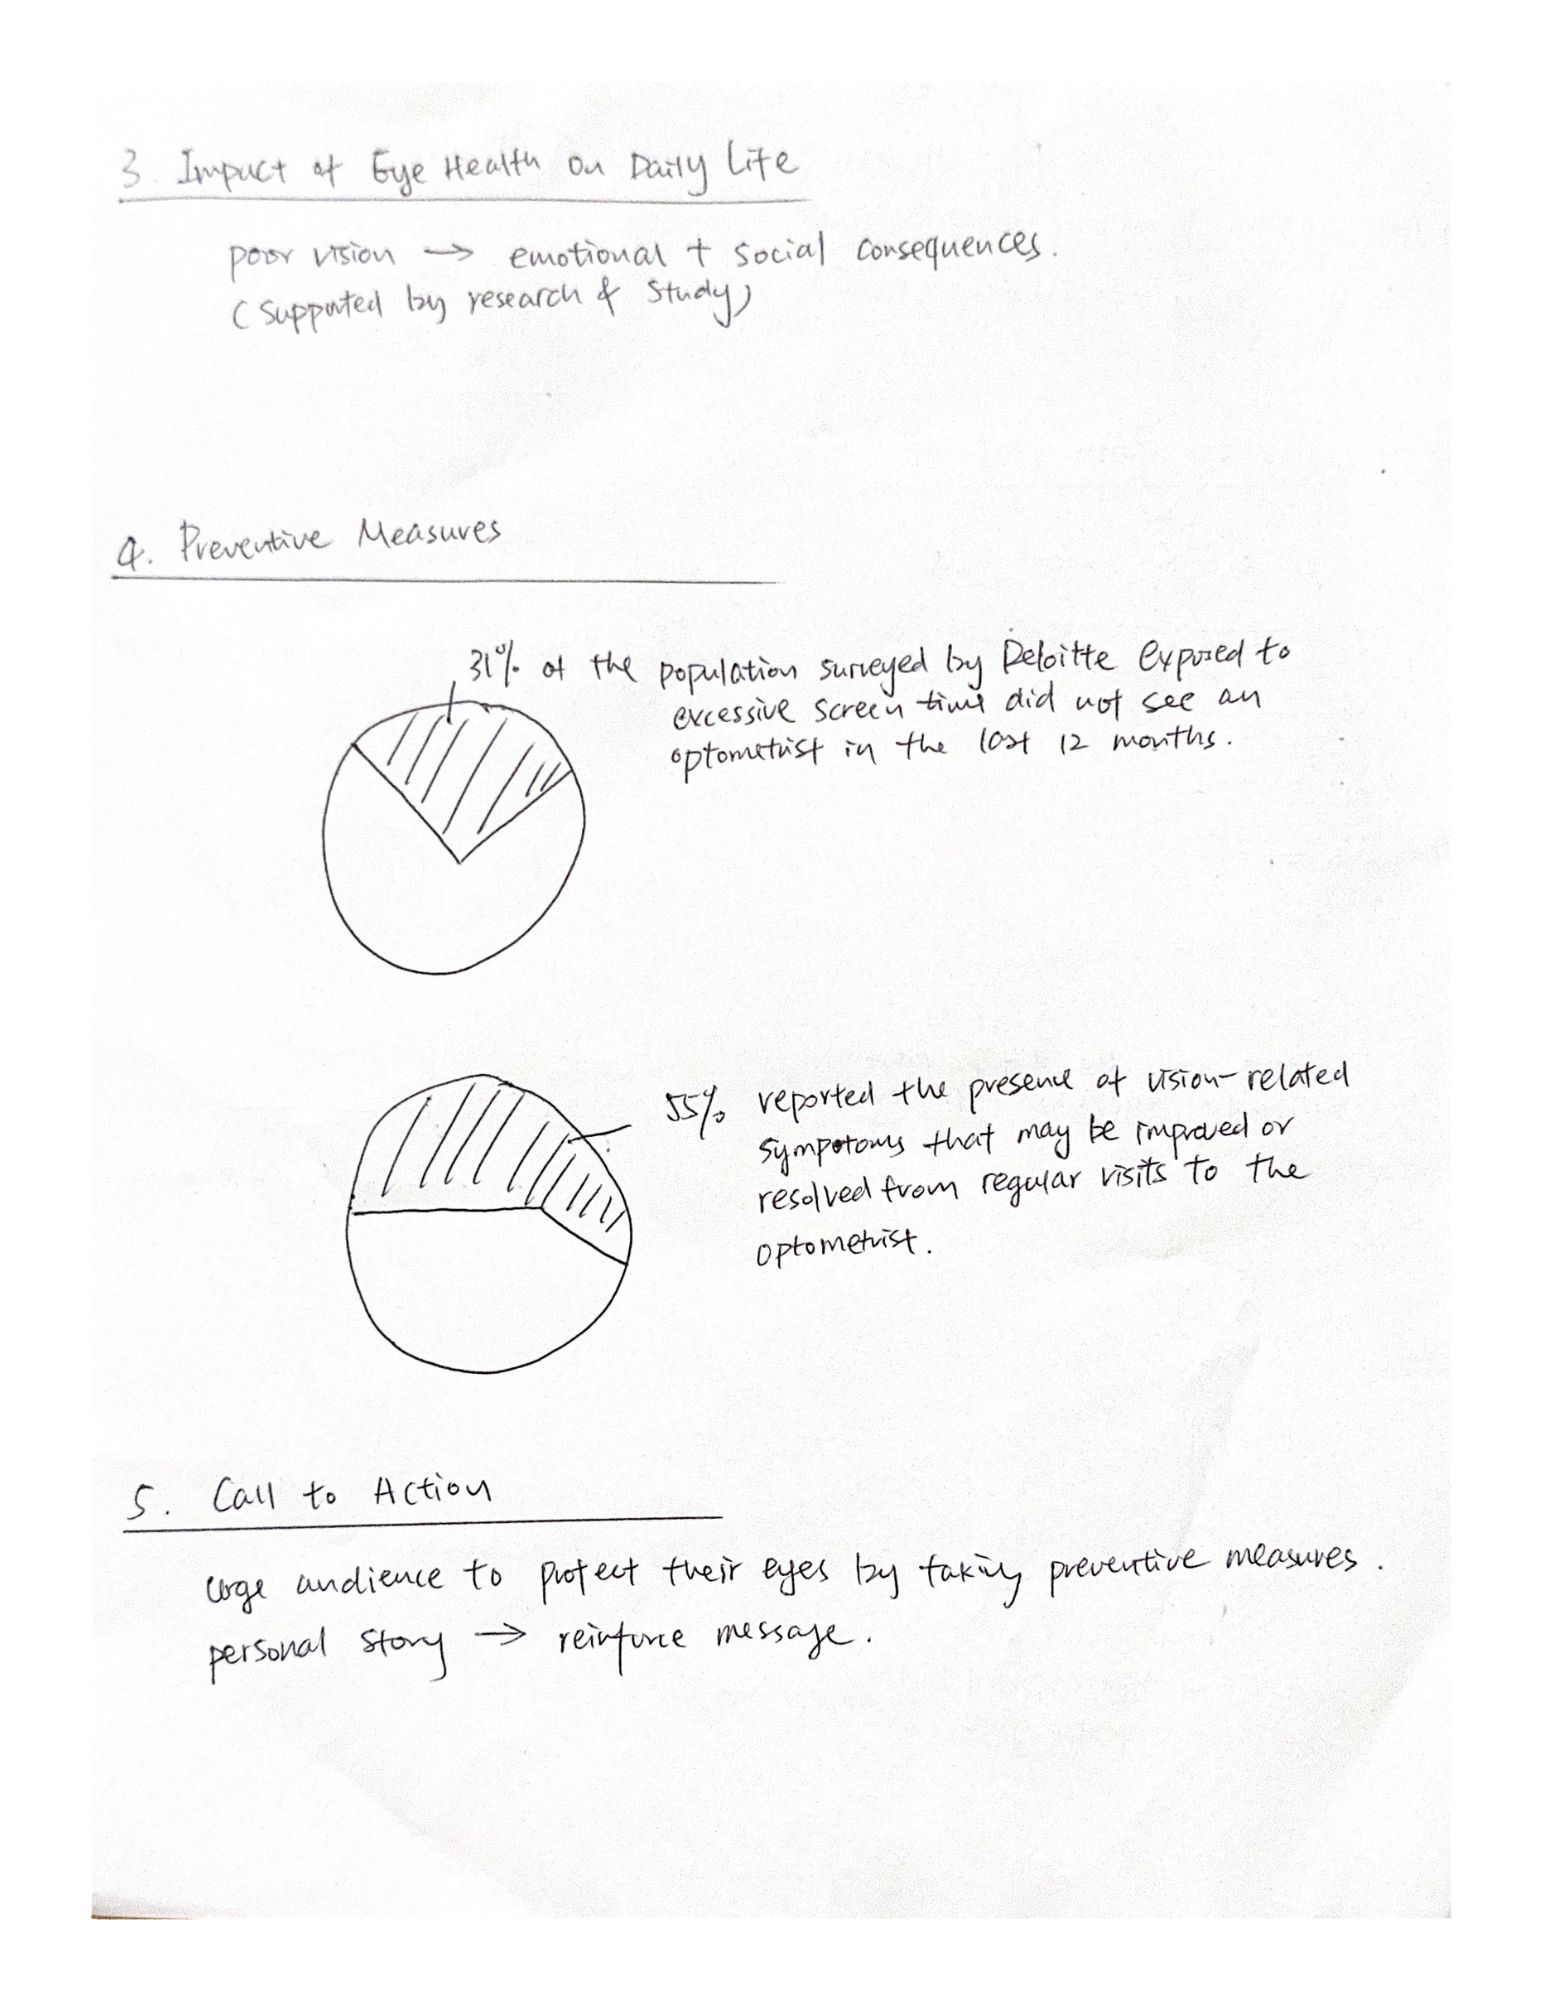 3. Impact of Eye Health On Daily Life
poor vision → emotional + social consequences.
(supported by research & study)
4. Preventive Measures
31% of the population surveyed by Deloitte exposed to
excessive screen time did not see an
optometrist in the last 12 months.
55% reported the presence of vision-related
sympotoms that may be improved or
resolved from regular visits to the
optometrist.
5. Call to Action
urge audience to protect their eyes by taking preventive measures.
personal story → reinforce message.